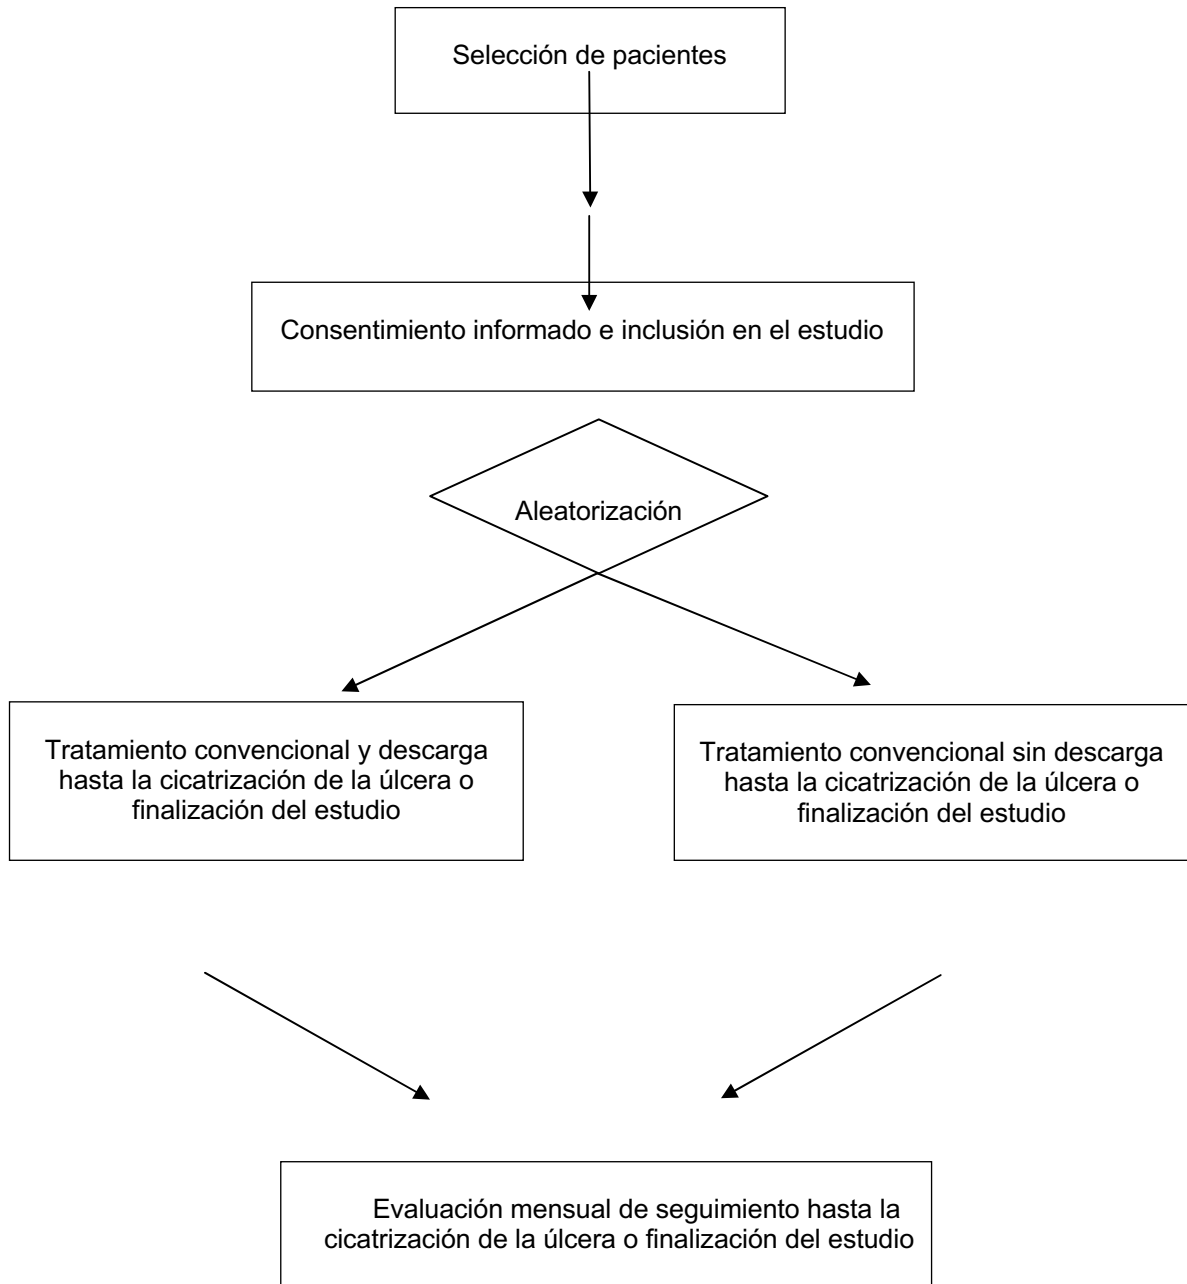 Selección de pacientes
Consentimiento informado e inclusión en el estudio
Aleatorización
Tratamiento convencional y descarga
hasta la cicatrización de la úlcera o
finalización del estudio
Tratamiento convencional sin descarga
hasta la cicatrización de la úlcera o
finalización del estudio
Evaluación mensual de seguimiento hasta la
cicatrización de la úlcera o finalización del estudio